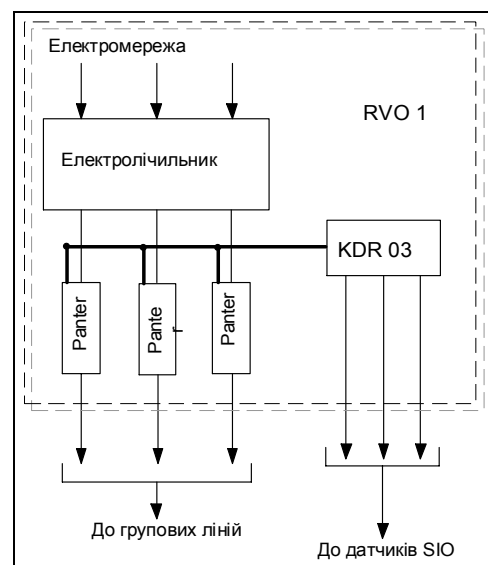 Електромережа
RVO 1
Електролічильник
KDR 03
Panter
Pante
r
Panter
До групових ліній
До датчиків SIO